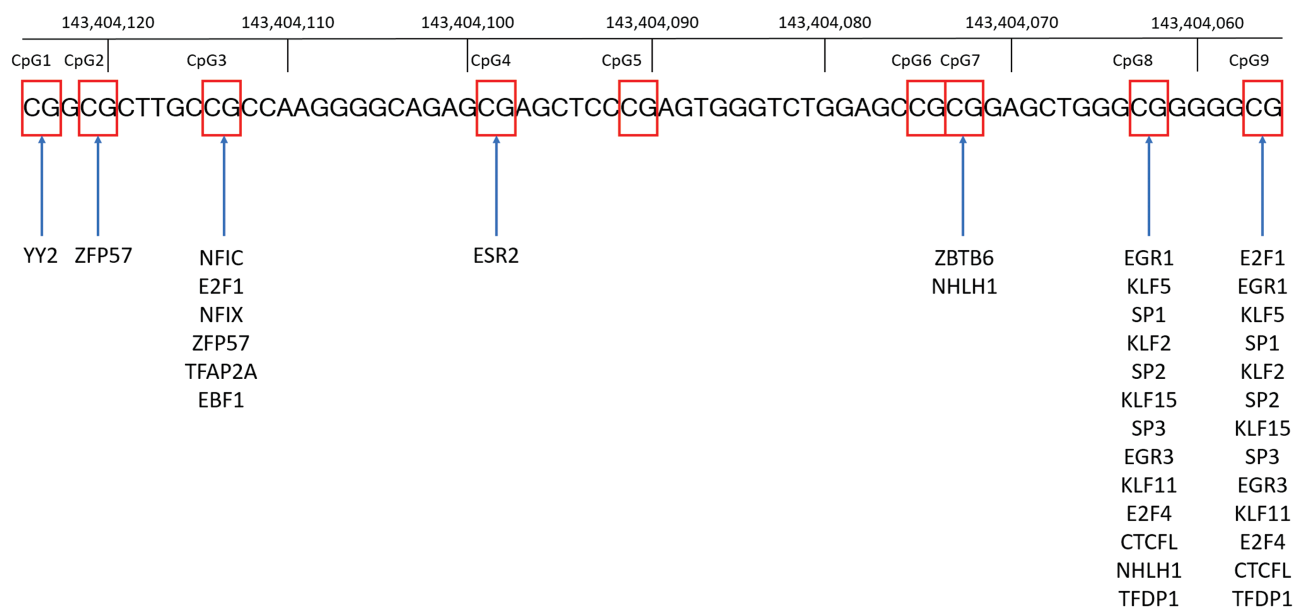 143,404,120 143,404,110 143,404,100 143,404,090 143,404,080 143,404,070 143,404,060
CpG1 CpG2 CpG3 CpG4 CpG5 CpG6 CpG7 CpG8 CpG9
CGGCGCTTGCCGCCAAGGGGCAGAGCGAGCTCCCGAGTGGGTCTGGAGCCGCGGAGCTGGGCGGGGGCG
YY2 ZFP57 NFIC ESR2 ZBTB6 EGR1 E2F1
E2F1 NHLH1 KLF5 EGR1
NFIX SP1 KLF5
ZFP57 KLF2 SP1
TFAP2A SP2 KLF2
EBF1 KLF15 SP2
SP3 KLF15
EGR3 SP3
KLF11 EGR3
E2F4 KLF11
CTCFL E2F4
NHLH1 CTCFL
TFDP1 TFDP1